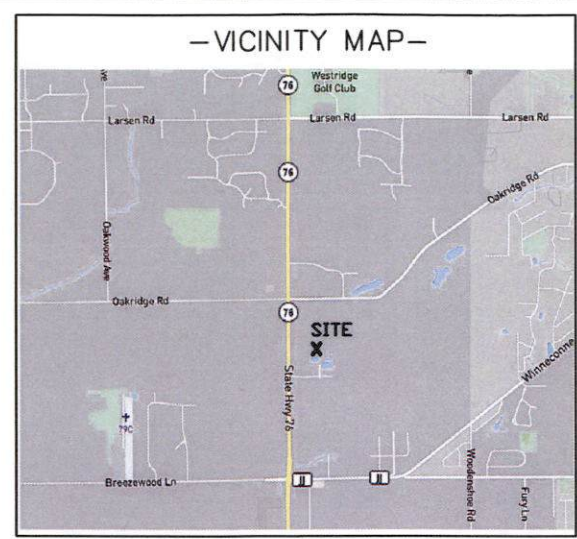 -VICINITY MAP-
Ave
76
Westridge
Golf Club
Larsen Rd
Larsen Rd
Larsen Rd
76
Oakridge Rd
Oakwood Ave
Oakridge Rd
76
SITE
X
Winneconne
State Hwy 76
79C
Breezewood Ln
JJ
JJ
Woodenshoe Rd
Fury Ln